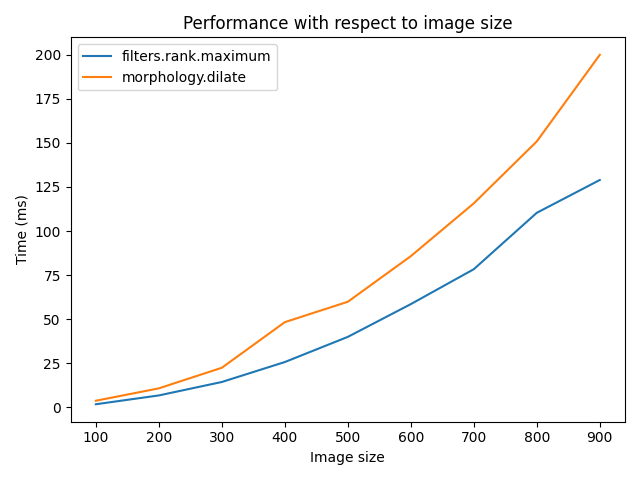 Performance with respect to image size
filters.rank.maximum
morphology.dilate
Time (ms)
200
175
150
125
100
75
50
25
0
100 200 300 400 500 600 700 800 900
Image size